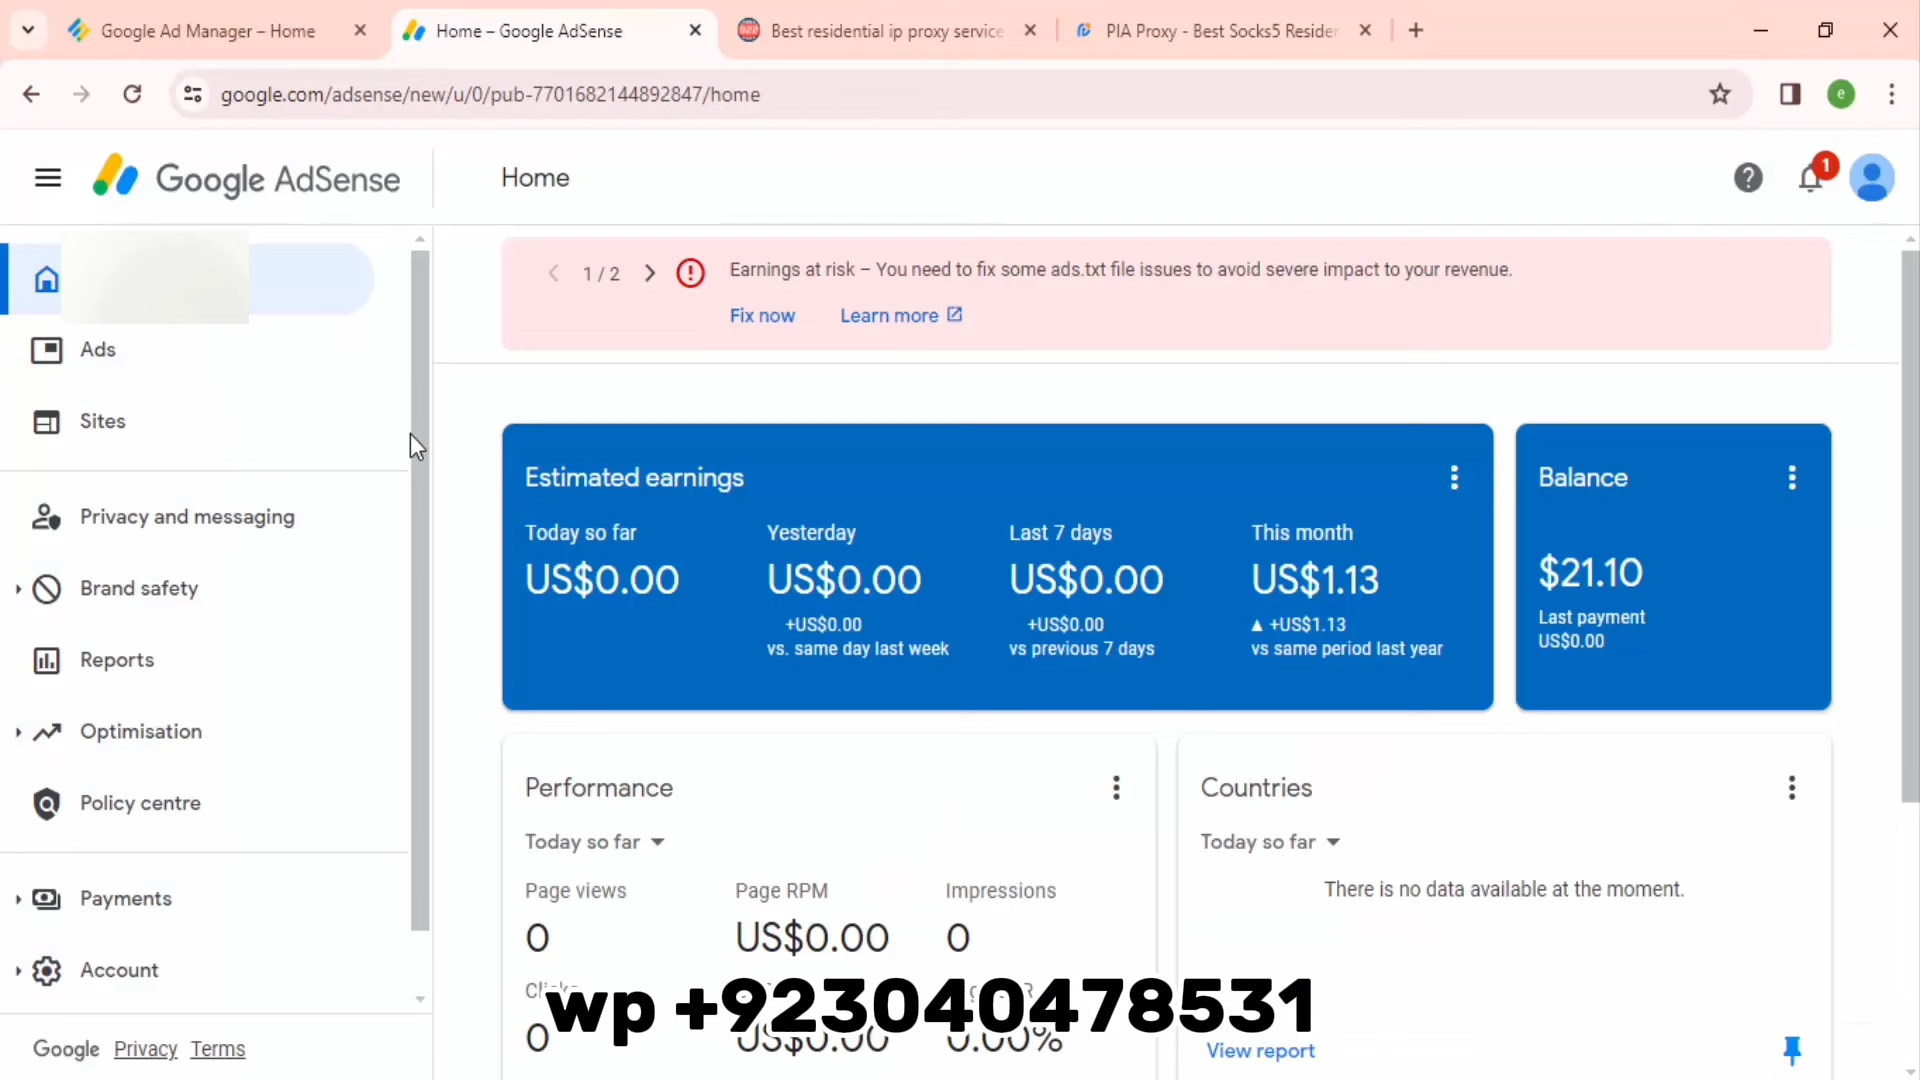 Google Ad Manager – Home
Home – Google AdSense
Best residential ip proxy service
PIA Proxy - Best Socks5 Resider
google.com/adsense/new/u/0/pub-7701682144892847/home
e
Google AdSense
Home
1
1 / 2
Earnings at risk – You need to fix some ads.txt file issues to avoid severe impact to your revenue.
Fix now
Learn more
Ads
Sites
Privacy and messaging
Brand safety
Reports
Optimisation
Policy centre
Payments
Account
Google Privacy Terms
Estimated earnings
Today so far
US$0.00
Yesterday
US$0.00
+US$0.00
vs. same day last week
Last 7 days
US$0.00
+US$0.00
vs previous 7 days
This month
US$1.13
+US$1.13
vs same period last year
Balance
$21.10
Last payment
US$0.00
Performance
Today so far
Page views
0
Page RPM
US$0.00
Impressions
0
0
US$0.00
0.00%
Countries
Today so far
There is no data available at the moment.
View report
wp +923040478531